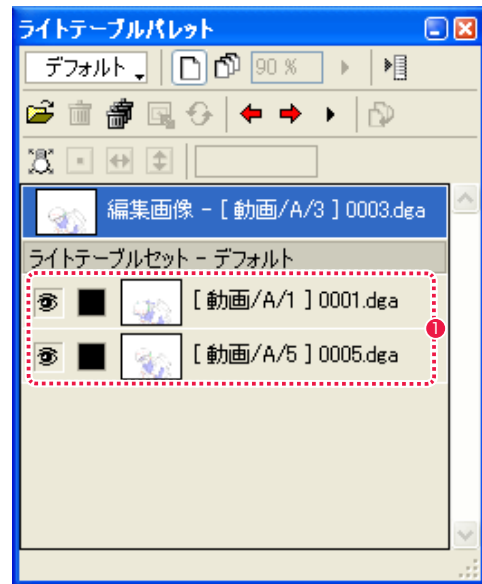 ライトテーブルパレット
デフォルト
90 %
編集画像 - [ 動画/A/3 ] 0003.dga
ライトテーブルセット - デフォルト
[ 動画/A/1 ] 0001.dga
1
[ 動画/A/5 ] 0005.dga